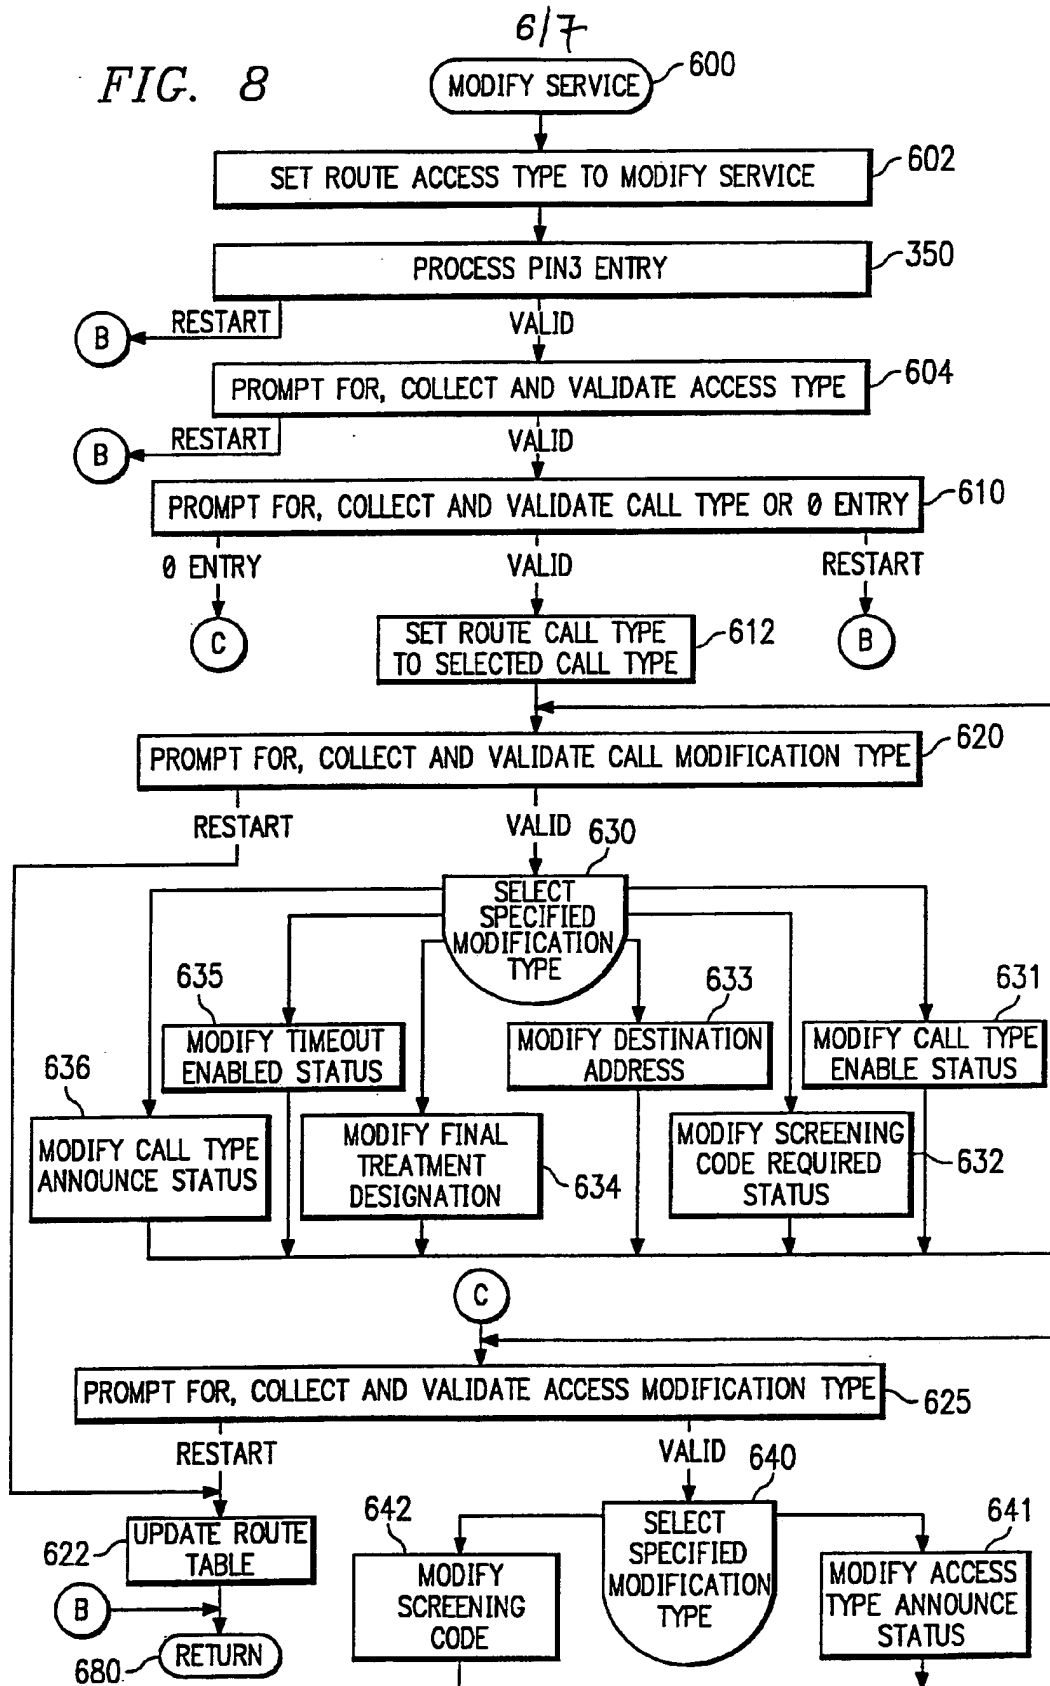 6/7
FIG. 8
MODIFY SERVICE
600
SET ROUTE ACCESS TYPE TO MODIFY SERVICE
602
PROCESS PIN3 ENTRY
350
RESTART
VALID
B
PROMPT FOR, COLLECT AND VALIDATE ACCESS TYPE
604
RESTART
VALID
B
PROMPT FOR, COLLECT AND VALIDATE CALL TYPE OR 0 ENTRY
610
0 ENTRY
VALID
RESTART
C
SET ROUTE CALL TYPE
TO SELECTED CALL TYPE
612
B
PROMPT FOR, COLLECT AND VALIDATE CALL MODIFICATION TYPE
620
RESTART
VALID
630
SELECT
SPECIFIED
MODIFICATION
TYPE
635
633
631
MODIFY TIMEOUT
ENABLED STATUS
MODIFY DESTINATION
ADDRESS
MODIFY CALL TYPE
ENABLE STATUS
636
MODIFY CALL TYPE
ANNOUNCE STATUS
MODIFY FINAL
TREATMENT
DESIGNATION
634
MODIFY SCREENING
CODE REQUIRED
STATUS
632
C
PROMPT FOR, COLLECT AND VALIDATE ACCESS MODIFICATION TYPE
625
RESTART
VALID
640
642
641
UPDATE ROUTE
TABLE
622
SELECT
SPECIFIED
MODIFICATION
TYPE
MODIFY
SCREENING
CODE
MODIFY ACCESS
TYPE ANNOUNCE
STATUS
B
RETURN
680